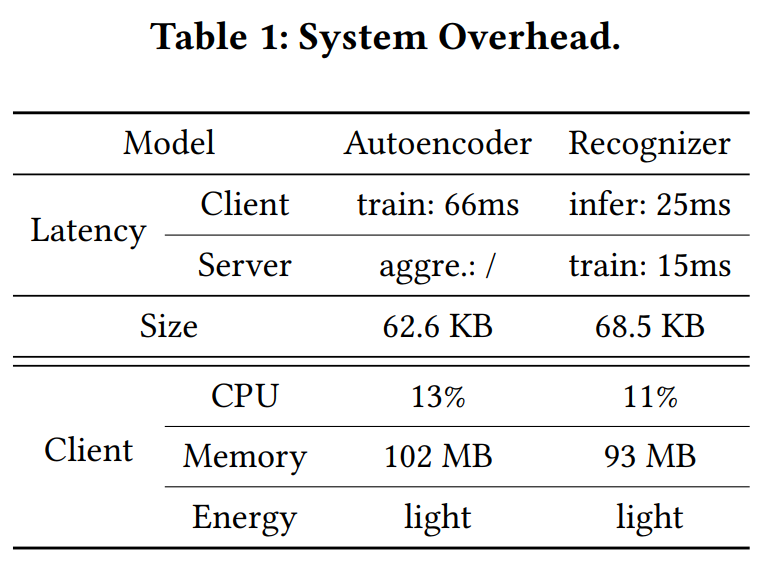 Table 1: System Overhead.
Model Autoencoder Recognizer
Latency Client train: 66ms infer: 25ms
Server aggre.: / train: 15ms
Size 62.6 KB 68.5 KB
Client CPU 13% 11%
Memory 102 MB 93 MB
Energy light light